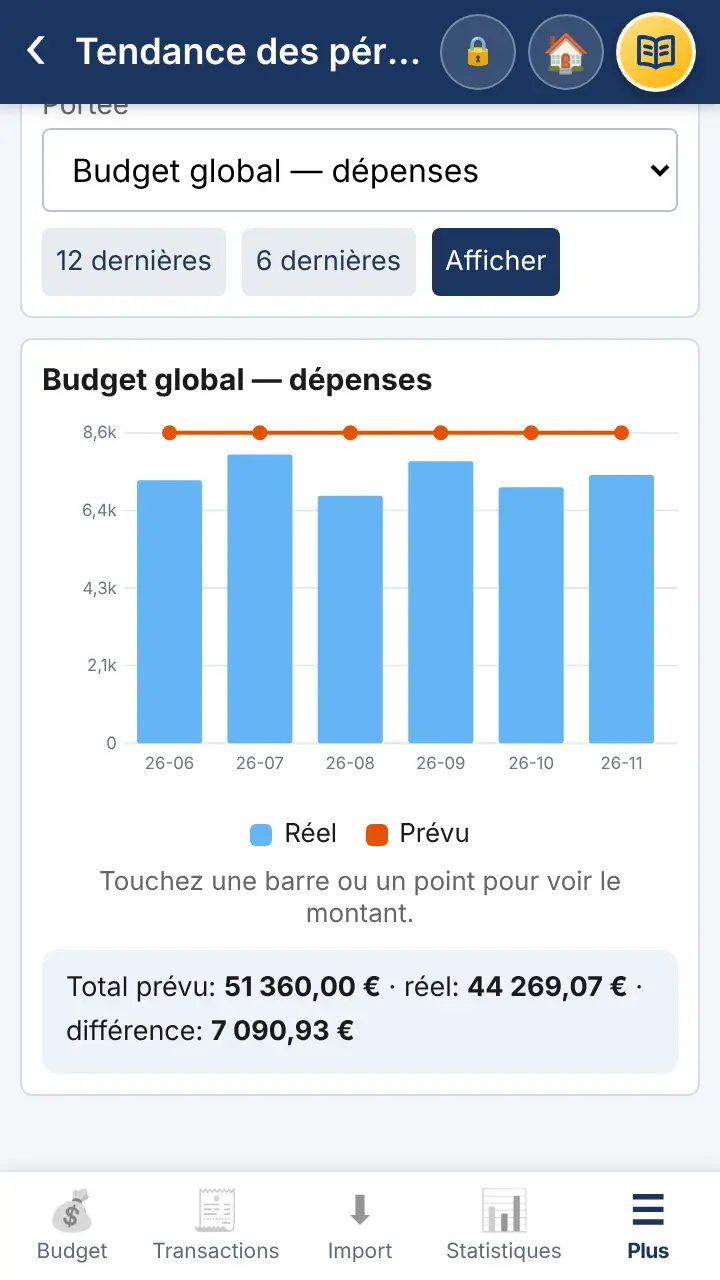 Tendance des pér...
Portée
Budget global — dépenses
12 dernières
6 dernières
Afficher
Budget global — dépenses
8,6k
6,4k
4,3k
2,1k
0
26-06
26-07
26-08
26-09
26-10
26-11
Réel
Prévu
Touchez une barre ou un point pour voir le
montant.
Total prévu: 51 360,00 € · réel: 44 269,07 € ·
différence: 7 090,93 €
Budget
Transactions
Import
Statistiques
Plus